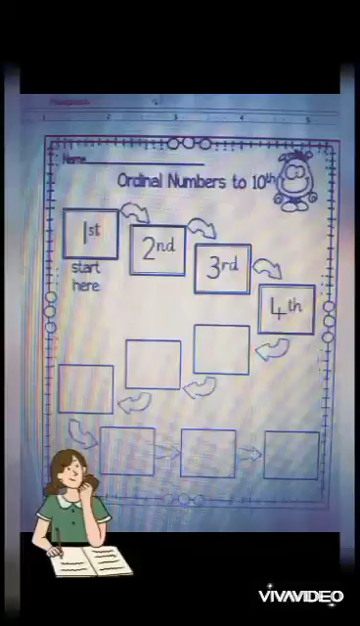 Name
Ordinal Numbers to 10th
1st
2nd
3rd
4th
start
here
VIVAVIDEO